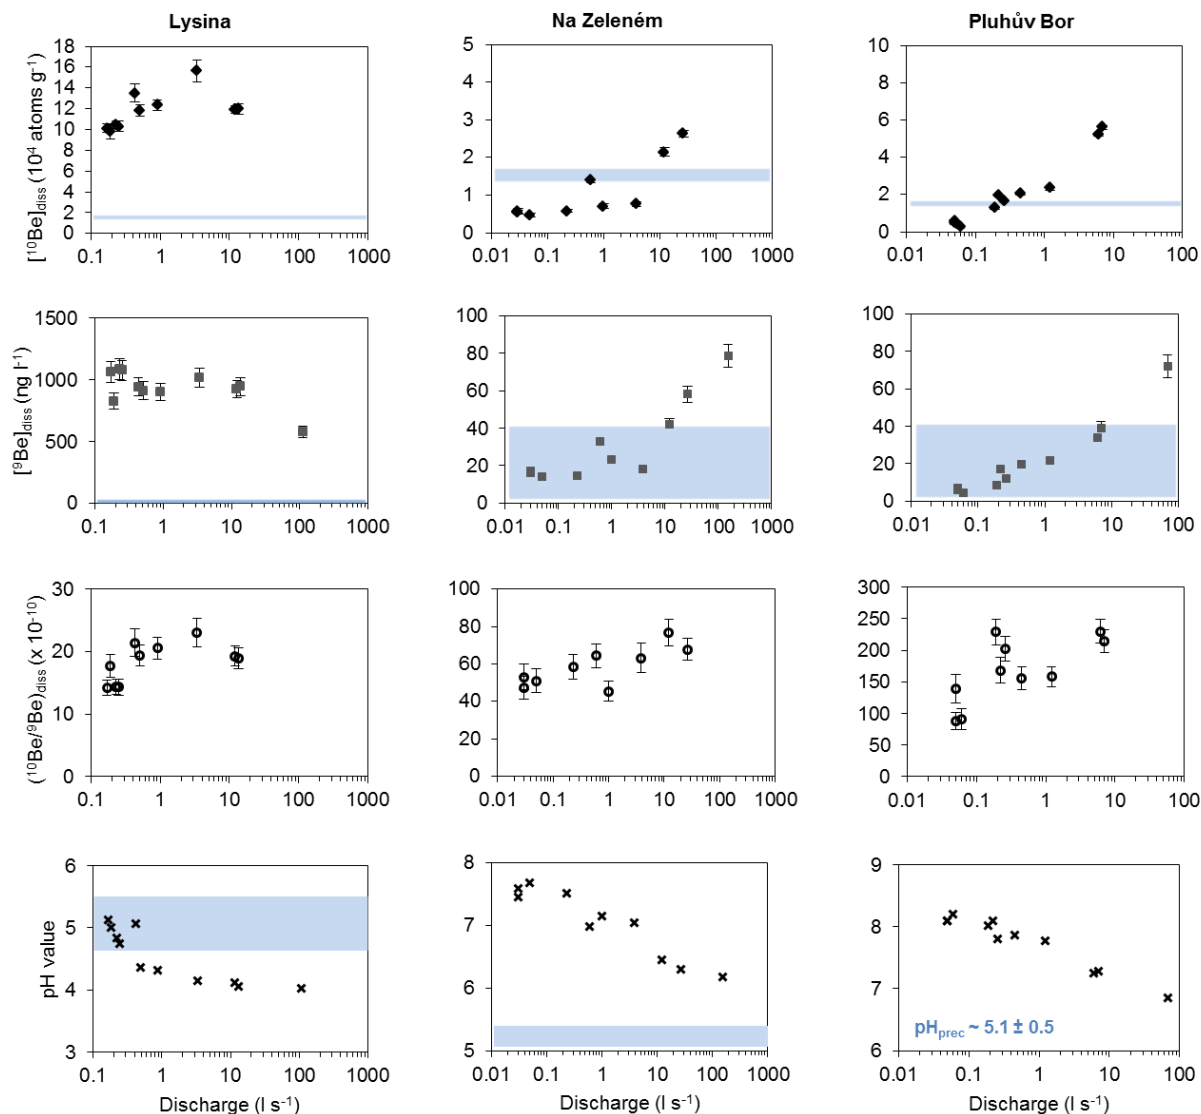 Lysina
Na Zeleném
Pluhův Bor
[¹⁰Be]diss (10⁴ atoms g⁻¹)
18
16
14
12
10
8
6
4
2
0
0.1 1 10 100 1000
5
4
3
2
1
0
0.01 0.1 1 10 100 1000
10
8
6
4
2
0
0.01 0.1 1 10 100
[⁹Be]diss (ng l⁻¹)
1500
1000
500
0
0.1 1 10 100 1000
100
80
60
40
20
0
0.01 0.1 1 10 100 1000
100
80
60
40
20
0
0.01 0.1 1 10 100
(¹⁰Be/⁹Be)diss (x 10⁻¹⁰)
30
20
10
0
0.1 1 10 100 1000
100
80
60
40
20
0
0.01 0.1 1 10 100 1000
300
250
200
150
100
50
0
0.01 0.1 1 10 100
pH value
6
5
4
3
0.1 1 10 100 1000
Discharge (l s⁻¹)
8
7
6
5
0.01 0.1 1 10 100 1000
Discharge (l s⁻¹)
9
8
7
6
pHprec ~ 5.1 ± 0.5
0.01 0.1 1 10 100
Discharge (l s⁻¹)